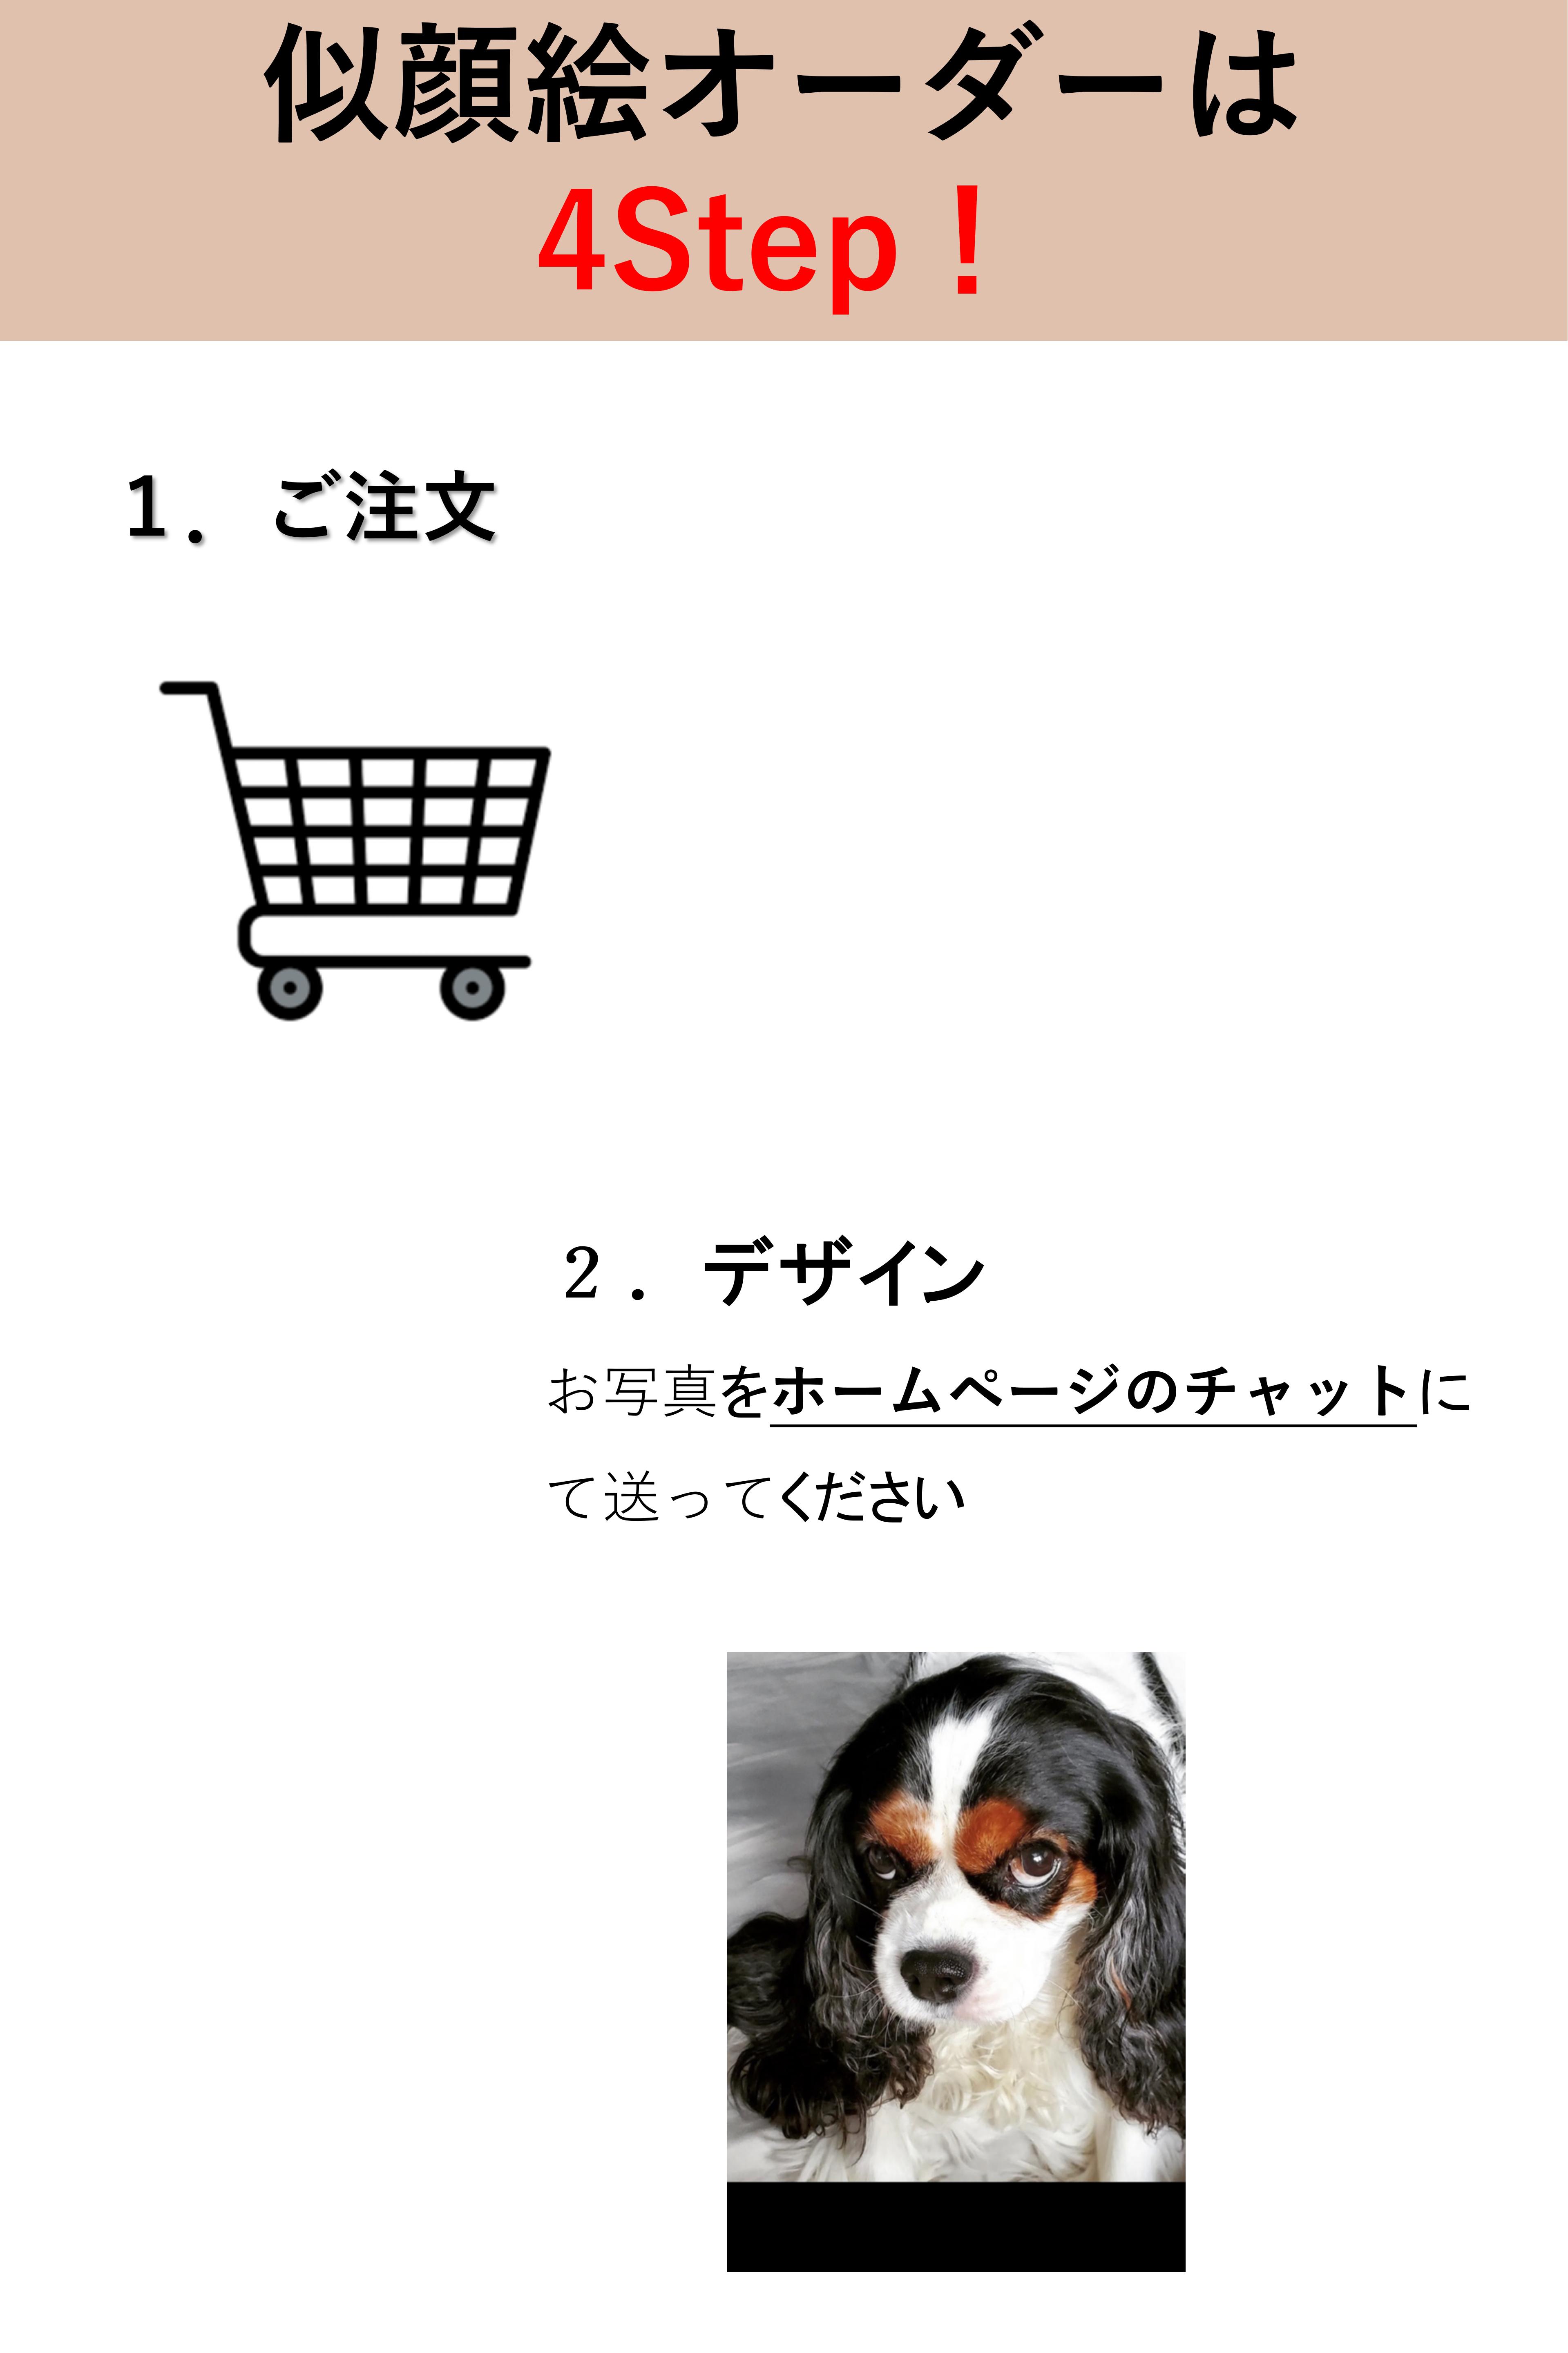 似顔絵オーダーは
4Step！
１．ご注文
２．デザイン
お写真をホームページのチャットに
て送ってください